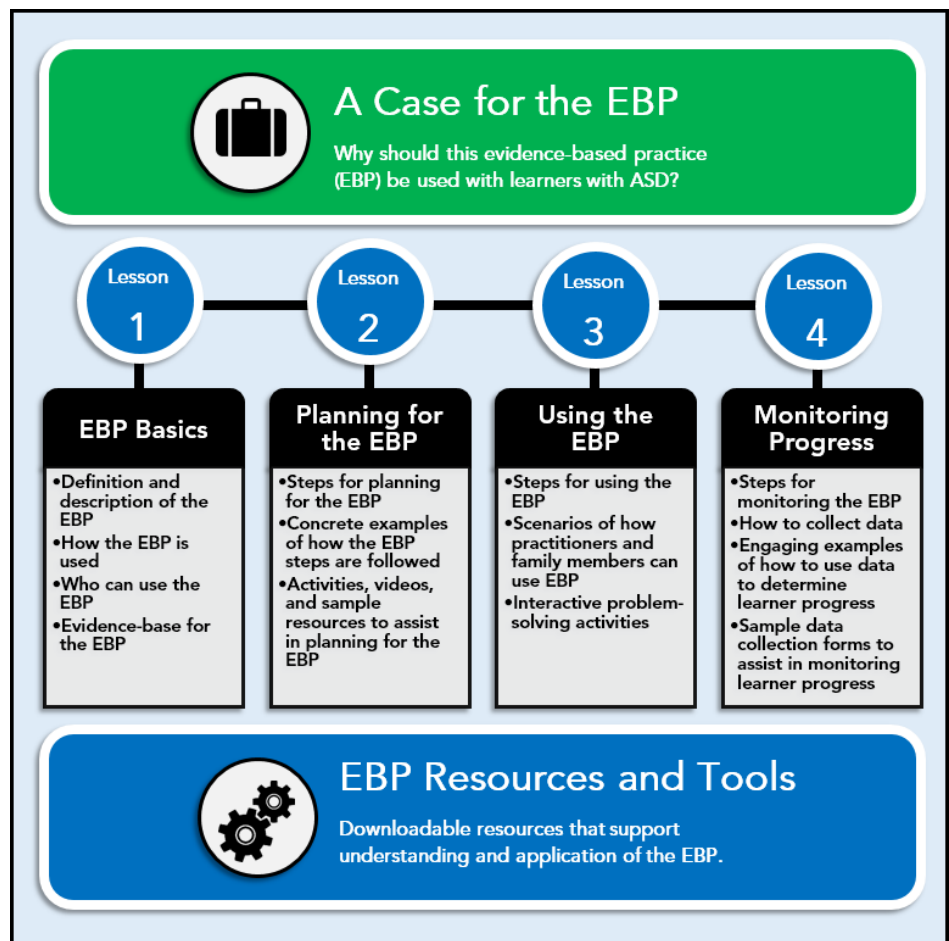 A Case for the EBP
Why should this evidence-based practice
(EBP) be used with learners with ASD?
Lesson
1
Lesson
2
Lesson
3
Lesson
4
EBP Basics
•Definition and
description of the
EBP
•How the EBP is
used
•Who can use the
EBP
•Evidence-base for
the EBP
Planning for
the EBP
•Steps for planning
for the EBP
•Concrete examples
of how the EBP
steps are followed
•Activities, videos,
and sample
resources to assist
in planning for the
EBP
Using the
EBP
•Steps for using the
EBP
•Scenarios of how
practitioners and
family members can
use EBP
•Interactive problem-
solving activities
Monitoring
Progress
•Steps for
monitoring the EBP
•How to collect data
•Engaging examples
of how to use data
to determine
learner progress
•Sample data
collection forms to
assist in monitoring
learner progress
EBP Resources and Tools
Downloadable resources that support
understanding and application of the EBP.